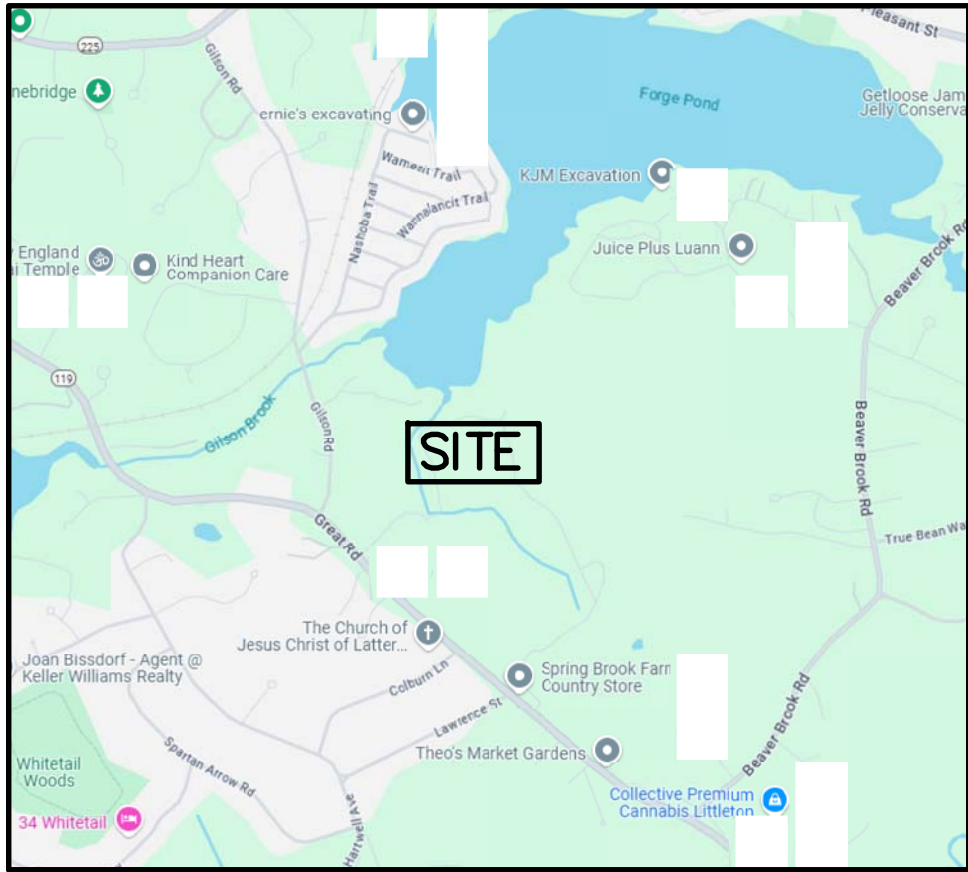 Pleasant St
225
Gilson Rd
nebridge
Forge Pond
Getloose Jam
Jelly Conserva
ernie's excavating
Wamesit Trail
KJM Excavation
Nashoba Trail
Wannalancit Trail
England
ai Temple
Kind Heart
Companion Care
Juice Plus Luann
Beaver Brook Rd
119
Gilson Brook
Gilson Rd
SITE
Beaver Brook Rd
Great Rd
True Bean Wa
The Church of
Jesus Christ of Latter...
Joan Bissdorf - Agent @
Keller Williams Realty
Colburn Ln
Spring Brook Farm
Country Store
Lawrence St
Beaver Brook Rd
Spartan Arrow Rd
Theo's Market Gardens
Whitetail
Woods
Collective Premium
Cannabis Littleton
34 Whitetail
Hartwell Ave